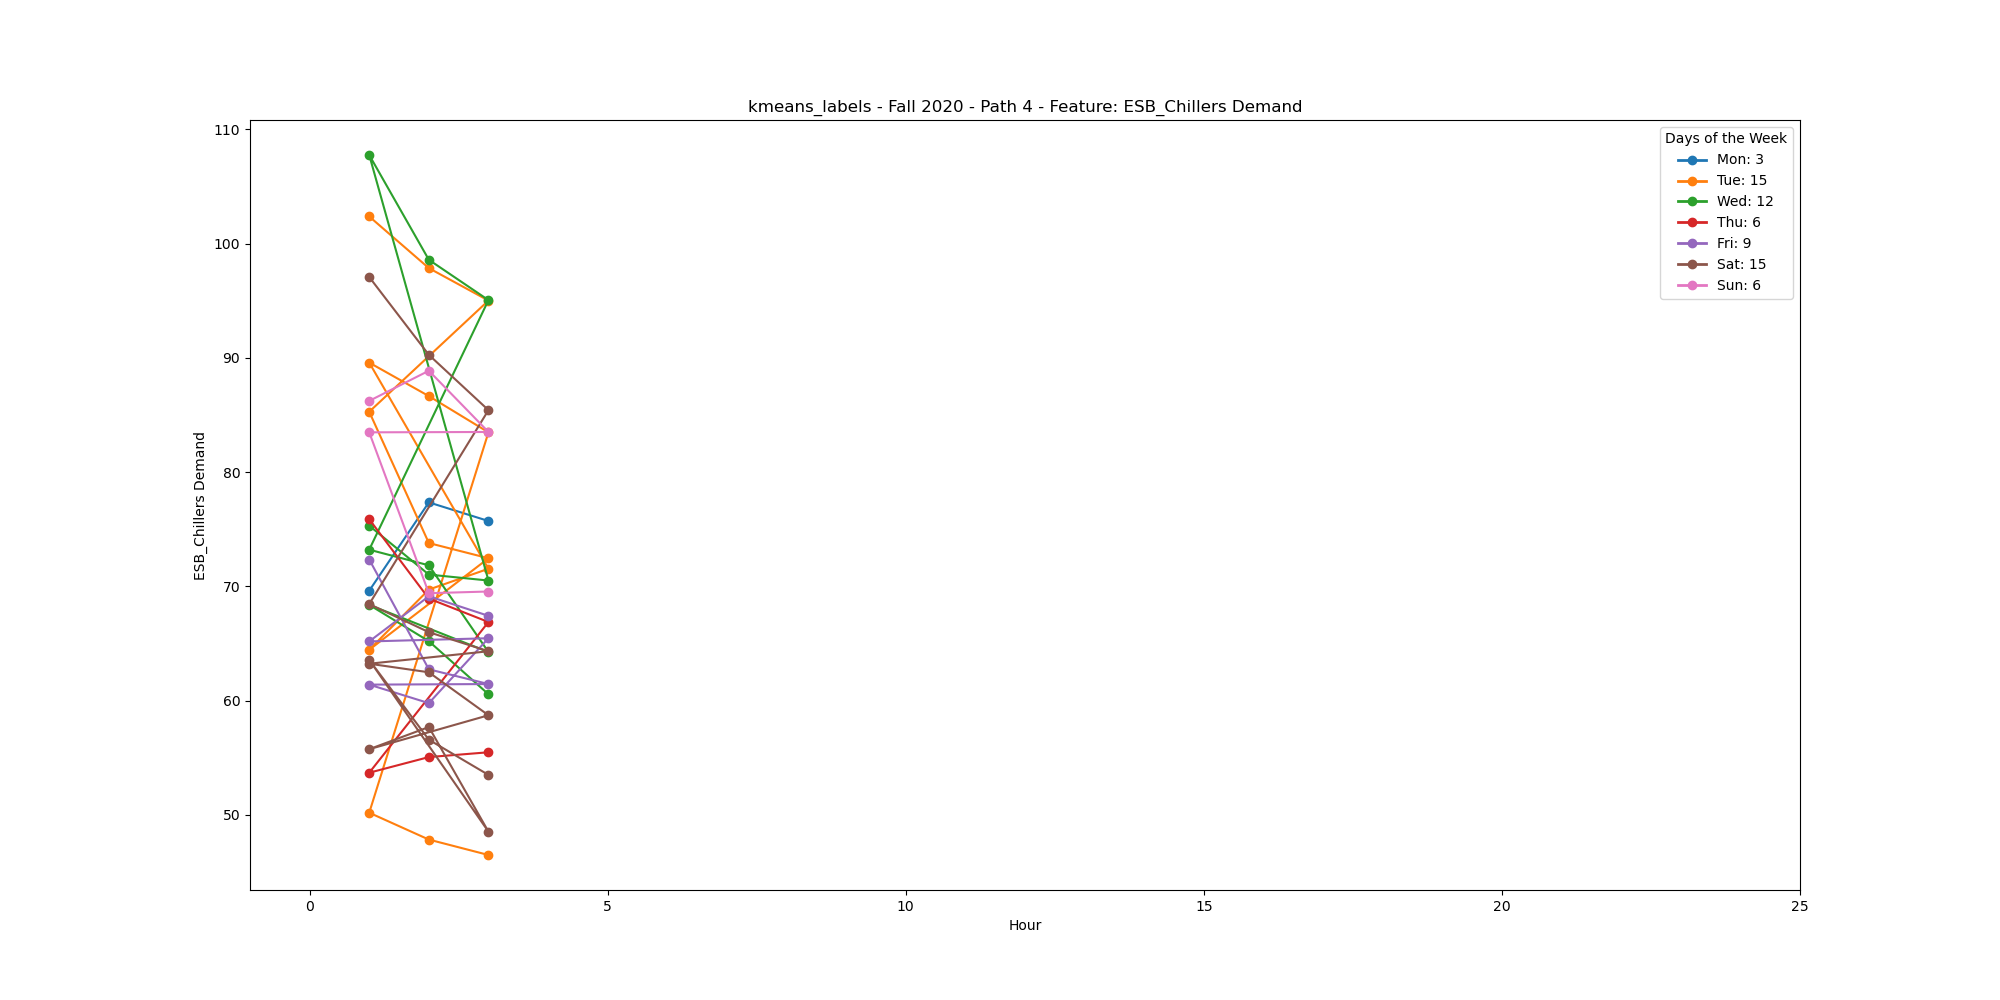 kmeans_labels - Fall 2020 - Path 4 - Feature: ESB_Chillers Demand
110
100
90
80
70
60
50
ESB_Chillers Demand
Days of the Week
Mon: 3
Tue: 15
Wed: 12
Thu: 6
Fri: 9
Sat: 15
Sun: 6
0 5 10 15 20 25
Hour